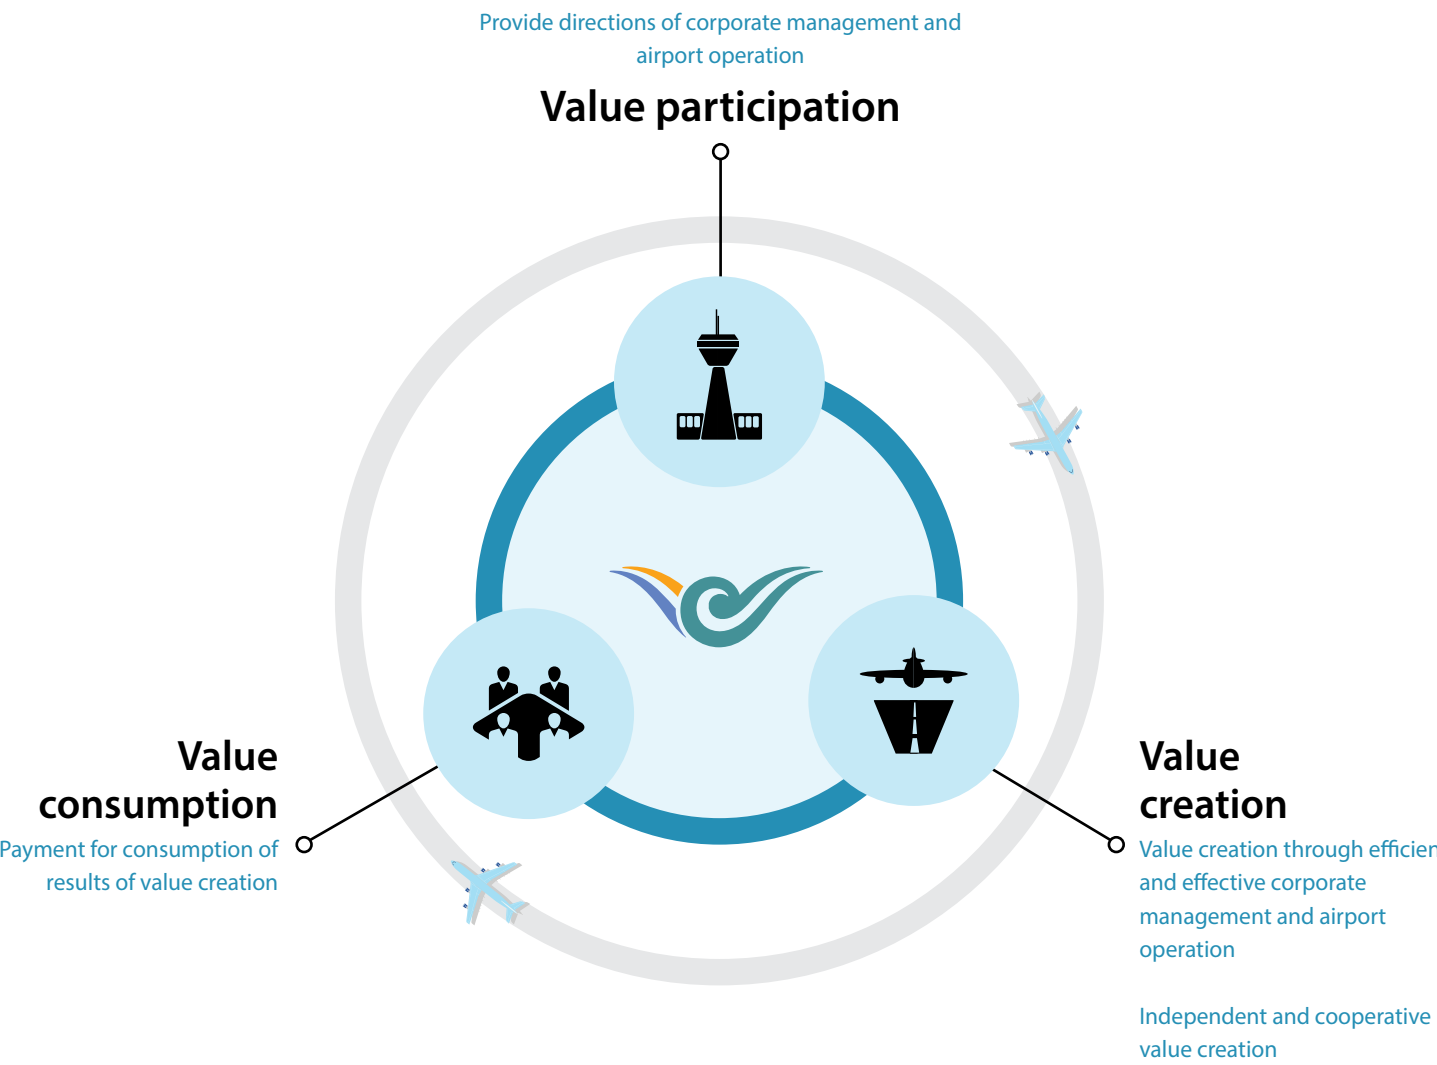 Provide directions of corporate management and
airport operation
Value participation
Value
consumption
Payment for consumption of
results of value creation
Value
creation
Value creation through efficien
and effective corporate
management and airport
operation
Independent and cooperative
value creation